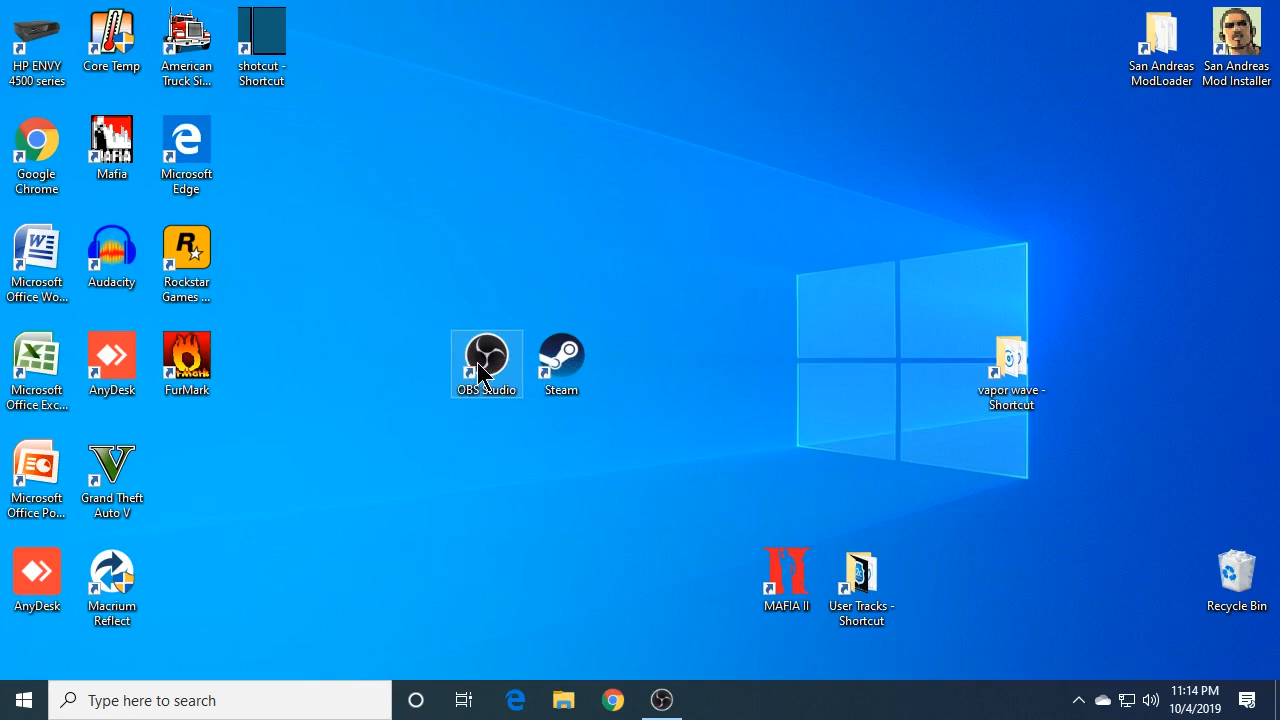 HP ENVY
4500 series
Core Temp
American
Truck Si...
shotcut -
Shortcut
San Andreas
ModLoader
San Andreas
Mod Installer
Google
Chrome
MAFIA
Mafia
Microsoft
Edge
Microsoft
Office Wo...
Audacity
Rockstar
Games ...
Microsoft
Office Exc...
AnyDesk
FurMark
OBS Studio
Steam
vapor wave -
Shortcut
Microsoft
Office Po...
Grand Theft
Auto V
AnyDesk
Macrium
Reflect
MAFIA II
User Tracks -
Shortcut
Recycle Bin
Type here to search
11:14 PM
10/4/2019